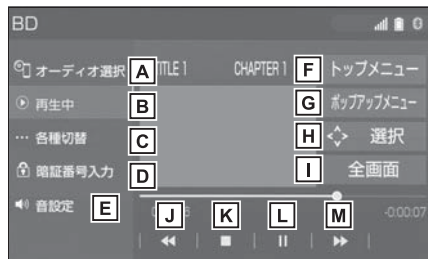 BD
オーディオ選択 A TITLE 1 CHAPTER 1 F トップメニュー
再生中 B G ポップアップメニュー
… 各種切替 C H 選択
暗証番号入力 D I 全画面
音設定 E
J K L M -0:00:07